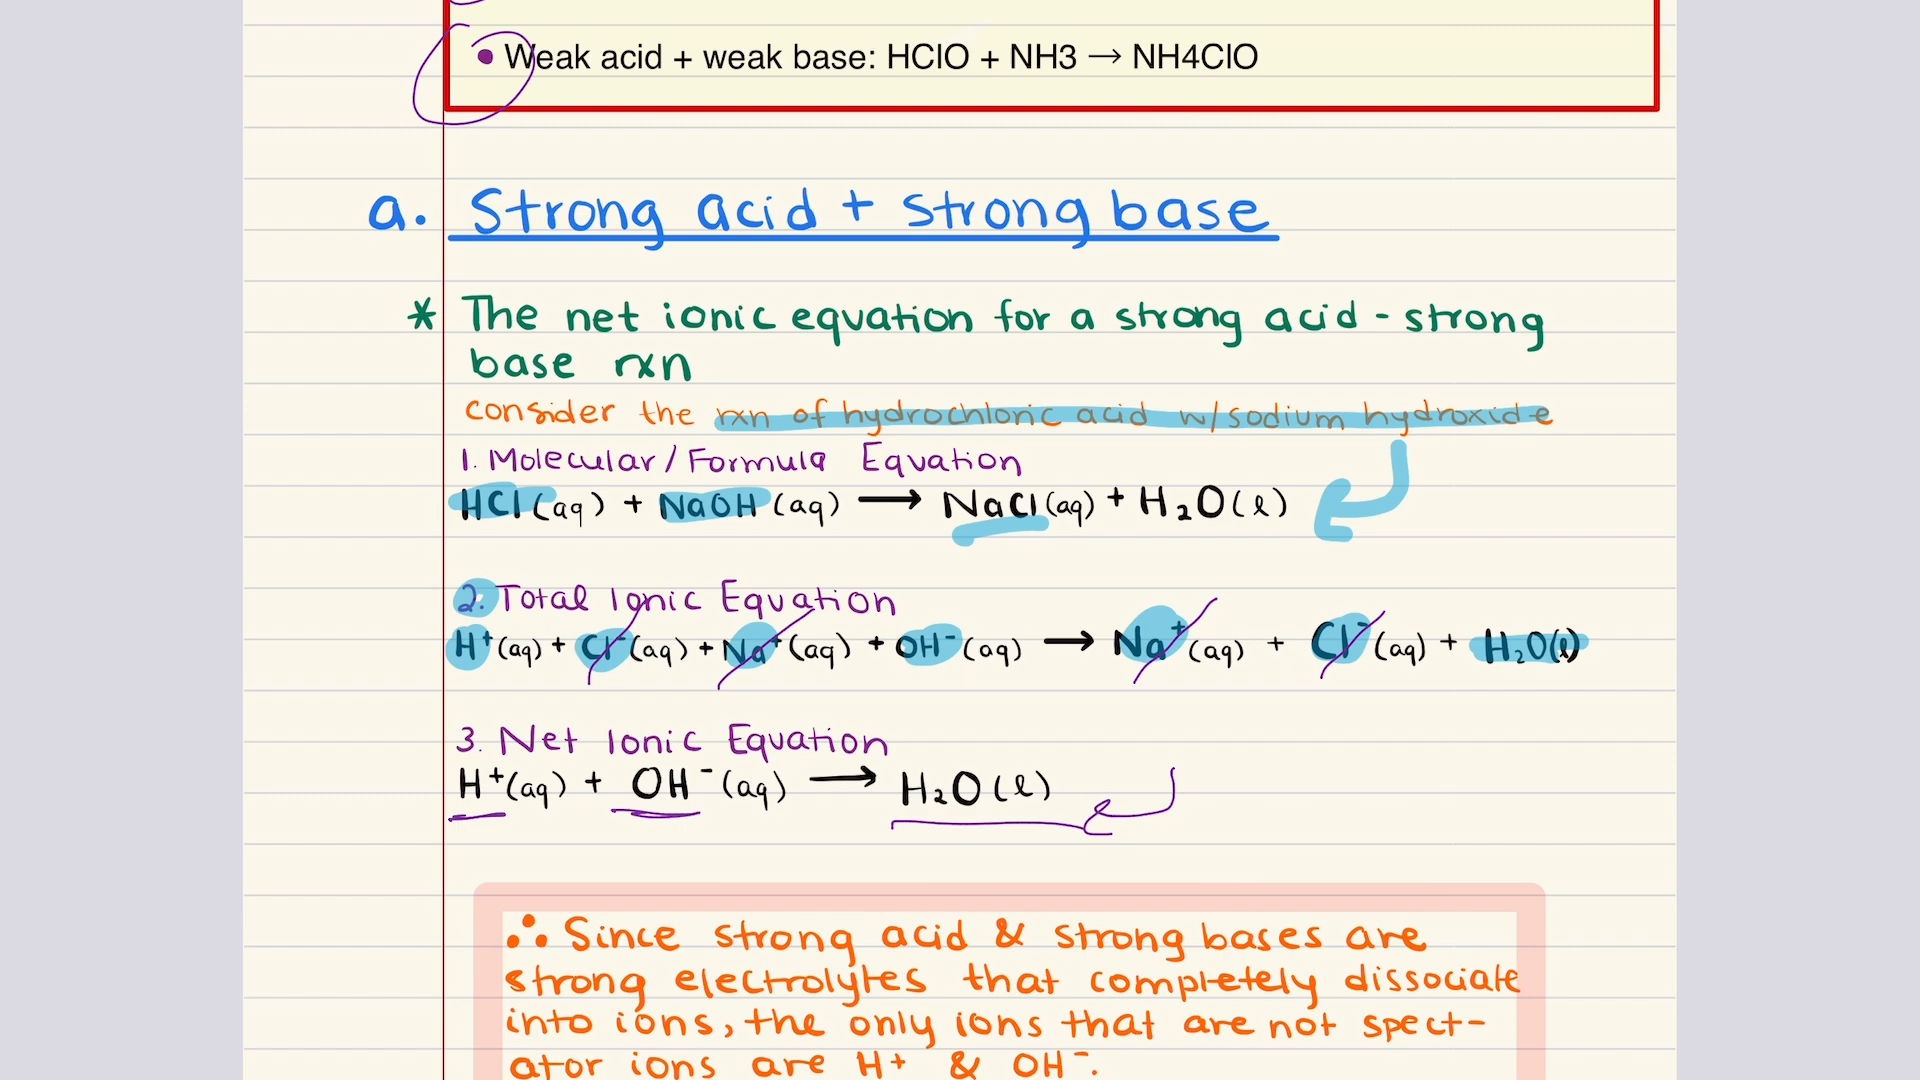 • Weak acid + weak base: HClO + NH3 → NH4ClO
a. Strong acid + strong base
* The net ionic equation for a strong acid - strong
base rxn
consider the rxn of hydrochloric acid w/ sodium hydroxide
1. Molecular / Formula Equation
HCl (aq) + NaOH (aq) → NaCl (aq) + H₂O (l)
2. Total Ionic Equation
H⁺ (aq) + Cl⁻ (aq) + Na⁺ (aq) + OH⁻ (aq) → Na⁺ (aq) + Cl⁻ (aq) + H₂O (l)
3. Net Ionic Equation
H⁺ (aq) + OH⁻ (aq) → H₂O (l)
∴ Since strong acid & strong bases are
strong electrolytes that completely dissociate
into ions, the only ions that are not spect-
ator ions are H+ & OH⁻.